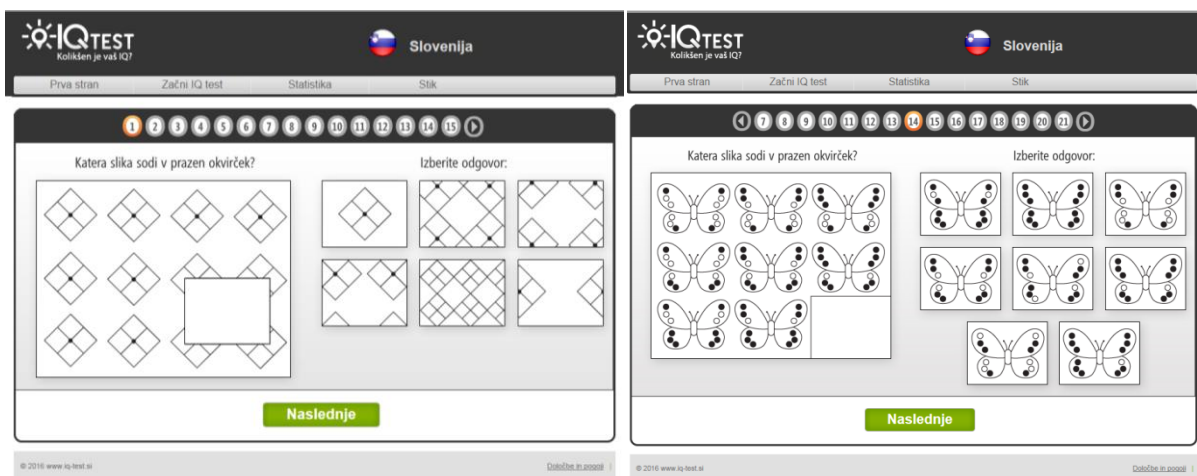 IQTEST
Kolikšen je vaš IQ?
Slovenija
Prva stran Začni IQ test Statistika Stik
1 2 3 4 5 6 7 8 9 10 11 12 13 14 15
Katera slika sodi v prazen okvirček? Izberite odgovor:
Naslednje
© 2016 www.iq-test.si Določbe in pogoji
IQTEST
Kolikšen je vaš IQ?
Slovenija
Prva stran Začni IQ test Statistika Stik
7 8 9 10 11 12 13 14 15 16 17 18 19 20 21
Katera slika sodi v prazen okvirček? Izberite odgovor:
Naslednje
© 2016 www.iq-test.si Določbe in pogoji